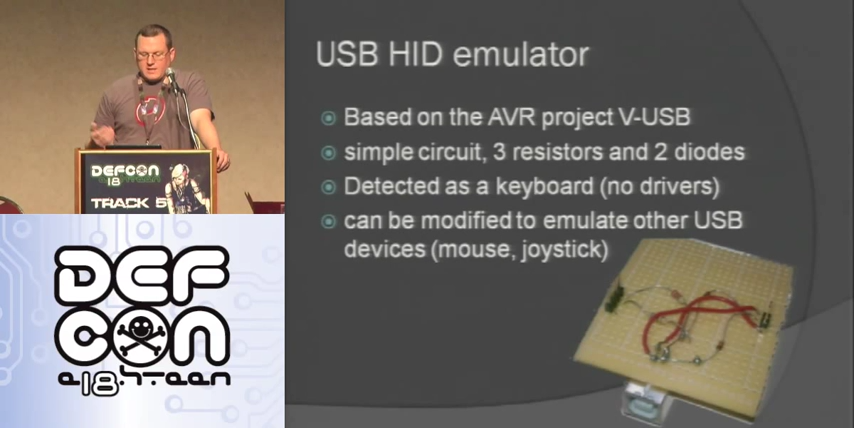 DEFCON
18
TRACK 5
DEF
CON
e18hteen
USB HID emulator
Based on the AVR project V-USB
simple circuit, 3 resistors and 2 diodes
Detected as a keyboard (no drivers)
can be modified to emulate other USB
devices (mouse, joystick)